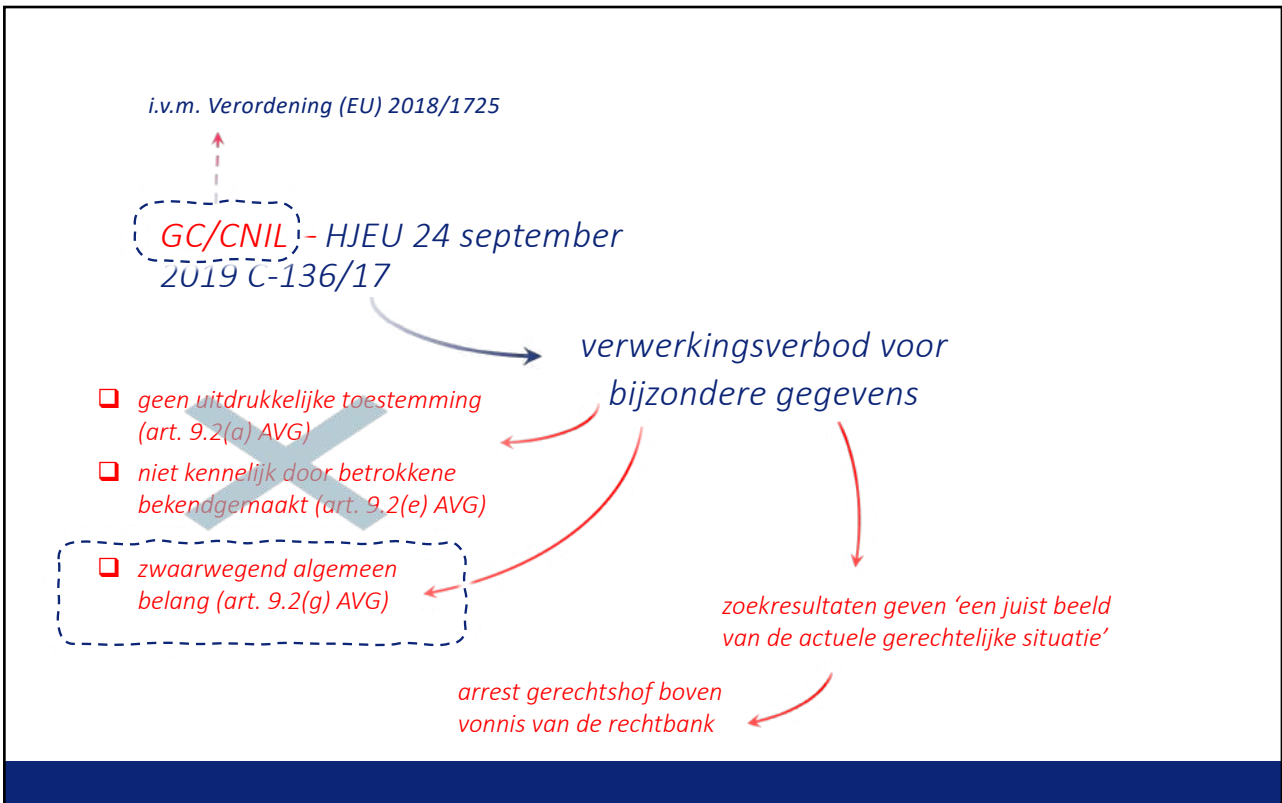 i.v.m. Verordening (EU) 2018/1725
GC/CNIL - HJEU 24 september
2019 C-136/17
verwerkingsverbod voor
bijzondere gegevens
geen uitdrukkelijke toestemming
(art. 9.2(a) AVG)
niet kennelijk door betrokkene
bekendgemaakt (art. 9.2(e) AVG)
zwaarwegend algemeen
belang (art. 9.2(g) AVG)
zoekresultaten geven ‘een juist beeld
van de actuele gerechtelijke situatie’
arrest gerechtshof boven
vonnis van de rechtbank